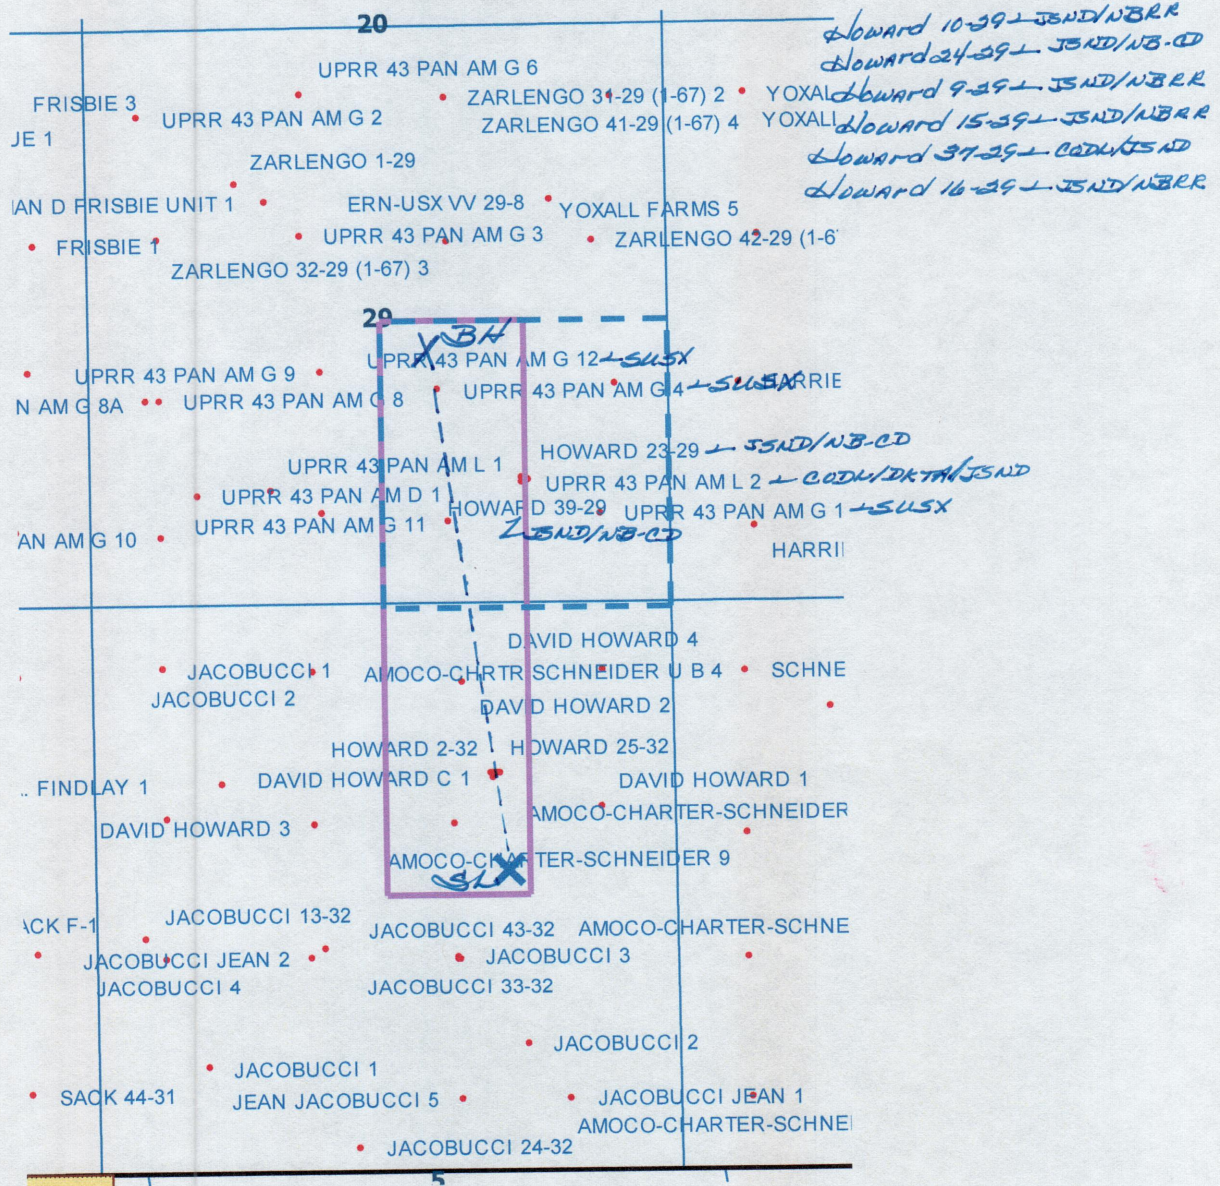 20
Howard 10-29 - JSND/NBRR
Howard 24-29 - JSND/NB-CD
UPRR 43 PAN AM G 6
FRISBIE 3
ZARLENGO 31-29 (1-67) 2
YOXAL
Howard 9-29 - JSND/NBRR
UPRR 43 PAN AM G 2
ZARLENGO 41-29 (1-67) 4
YOXALL
Howard 15-29 - JSND/NBRR
JE 1
ZARLENGO 1-29
Howard 37-29 - CODL/JSND
Howard 16-29 - JSND/NBRR
AN D FRISBIE UNIT 1
ERN-USX VV 29-8
YOXALL FARMS 5
FRISBIE 1
UPRR 43 PAN AM G 3
ZARLENGO 42-29 (1-6
ZARLENGO 32-29 (1-67) 3
29
BH
UPRR 43 PAN AM G 12 - SUSX
UPRR 43 PAN AM G 9
UPRR 43 PAN AM G 4 - SUSX
HARRIE
N AM G 8A
UPRR 43 PAN AM G 8
HOWARD 23-29 - JSND/NB-CD
UPRR 43 PAN AM L 1
UPRR 43 PAN AM L 2 - CODL/DKTA/JSND
UPRR 43 PAN AM D 1
HOWARD 39-29
UPRR 43 PAN AM G 1 - SUSX
UPRR 43 PAN AM G 11
JSND/NB-CD
AN AM G 10
HARRI
DAVID HOWARD 4
JACOBUCCI 1
AMOCO-CHRTR SCHNEIDER U B 4
SCHNE
JACOBUCCI 2
DAVID HOWARD 2
HOWARD 2-32
HOWARD 25-32
. FINDLAY 1
DAVID HOWARD C 1
DAVID HOWARD 1
AMOCO-CHARTER-SCHNEIDER
DAVID HOWARD 3
AMOCO-CHARTER-SCHNEIDER 9
SL
ACK F-1
JACOBUCCI 13-32
JACOBUCCI 43-32
AMOCO-CHARTER-SCHNE
JACOBUCCI JEAN 2
JACOBUCCI 3
JACOBUCCI 4
JACOBUCCI 33-32
JACOBUCCI 2
JACOBUCCI 1
SACK 44-31
JEAN JACOBUCCI 5
JACOBUCCI JEAN 1
AMOCO-CHARTER-SCHNEI
JACOBUCCI 24-32
5